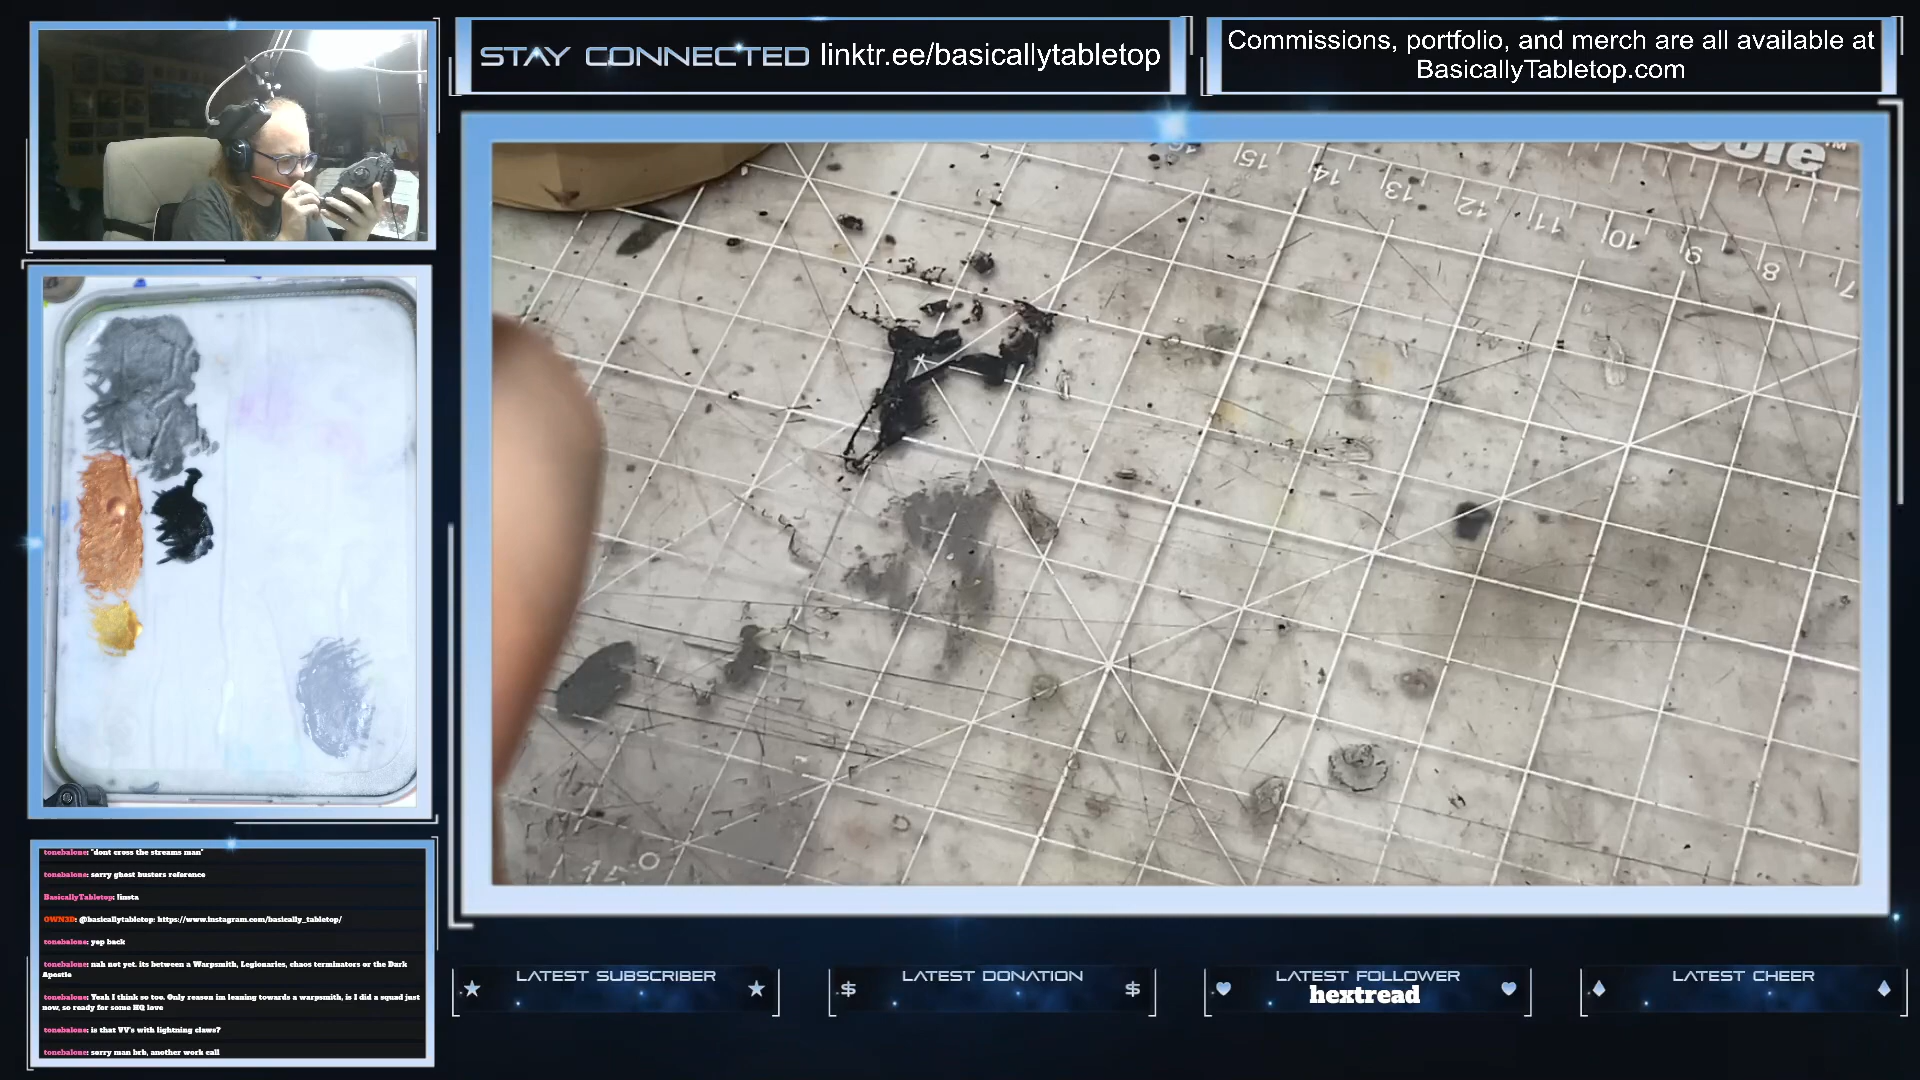 STAY CONNECTED linktr.ee/basicallytabletop
Commissions, portfolio, and merch are all available at
BasicallyTabletop.com
15
14
13
12
11
10
9
8
7
tonebalone: "dont cross the streams man"
tonebalone: sorry ghost busters reference
BasicallyTabletop: !insta
OWN3D: @basicallytabletop: https://www.instagram.com/basically_tabletop/
tonebalone: yep back
tonebalone: nah not yet. its between a Warpsmith, Legionaries, chaos terminators or the Dark
Apostle
tonebalone: Yeah I think so too. Only reason im leaning towards a warpsmith, is I did a squad just
now, so ready for some HQ love
tonebalone: is that VV's with lightning claws?
tonebalone: sorry man brb, another work call
LATEST SUBSCRIBER
LATEST DONATION
LATEST FOLLOWER
hextread
LATEST CHEER